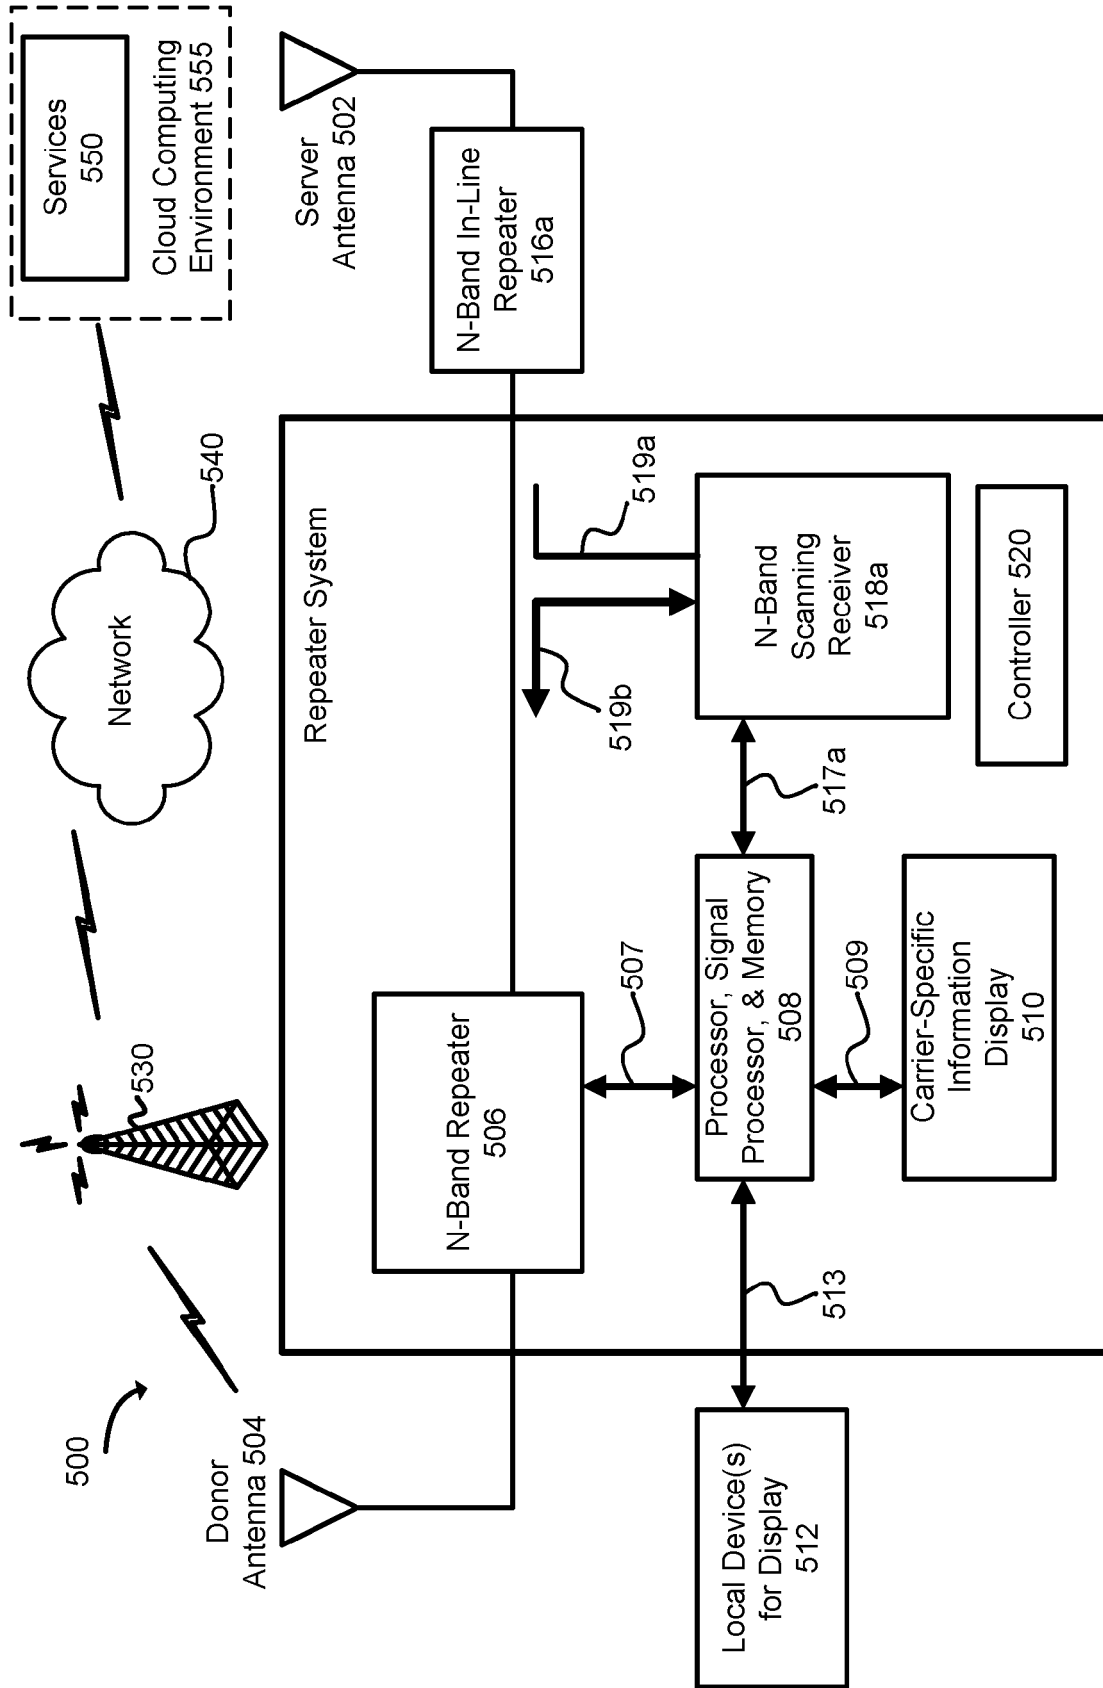 500
530
Network
540
Services
550
Cloud Computing
Environment 555
Donor
Antenna 504
Server
Antenna 502
Repeater System
N-Band Repeater
506
N-Band In-Line
Repeater
516a
507
519b
519a
Local Device(s)
for Display
512
513
Processor, Signal
Processor, & Memory
508
517a
N-Band
Scanning
Receiver
518a
509
Carrier-Specific
Information
Display
510
Controller 520